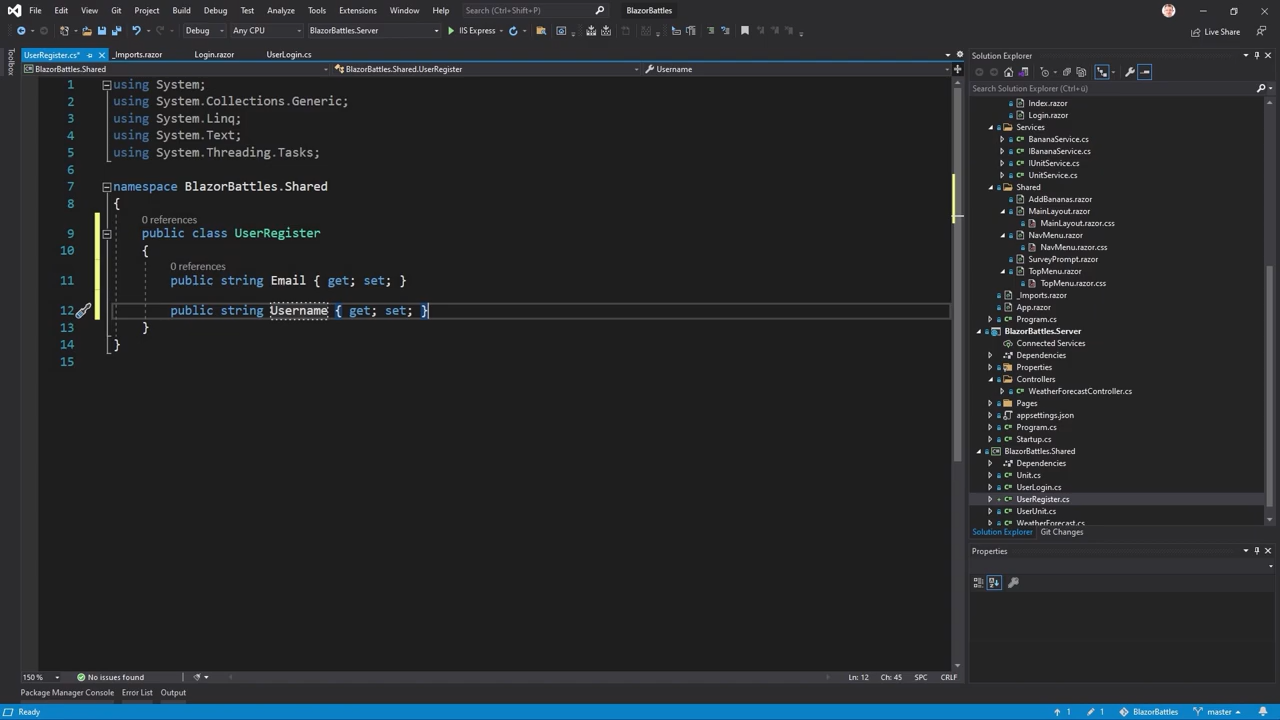 File Edit View Git Project Build Debug Test Analyze Tools Extensions Window Help Search (Ctrl+Shift+P) BlazorBattles
Debug Any CPU BlazorBattles.Server IIS Express Live Share
UserRegister.cs* _Imports.razor Login.razor UserLogin.cs
BlazorBattles.Shared BlazorBattles.Shared.UserRegister Username
Toolbox
1 using System;
2 using System.Collections.Generic;
3 using System.Linq;
4 using System.Text;
5 using System.Threading.Tasks;
6
7 namespace BlazorBattles.Shared
8 {
0 references
9 public class UserRegister
10 {
0 references
11 public string Email { get; set; }
12 public string Username { get; set; }
13 }
14 }
15
150 % No issues found Ln: 12 Ch: 45 SPC CRLF
Package Manager Console Error List Output
Solution Explorer
Search Solution Explorer (Ctrl+ü)
Index.razor
Login.razor
Services
BananaService.cs
IBananaService.cs
IUnitService.cs
UnitService.cs
Shared
AddBananas.razor
MainLayout.razor
MainLayout.razor.css
NavMenu.razor
NavMenu.razor.css
SurveyPrompt.razor
TopMenu.razor
TopMenu.razor.css
_Imports.razor
App.razor
Program.cs
BlazorBattles.Server
Connected Services
Dependencies
Properties
Controllers
WeatherForecastController.cs
Pages
appsettings.json
Program.cs
Startup.cs
BlazorBattles.Shared
Dependencies
Unit.cs
UserLogin.cs
UserRegister.cs
UserUnit.cs
WeatherForecast.cs
Solution Explorer Git Changes
Properties
Ready 1 1 BlazorBattles master